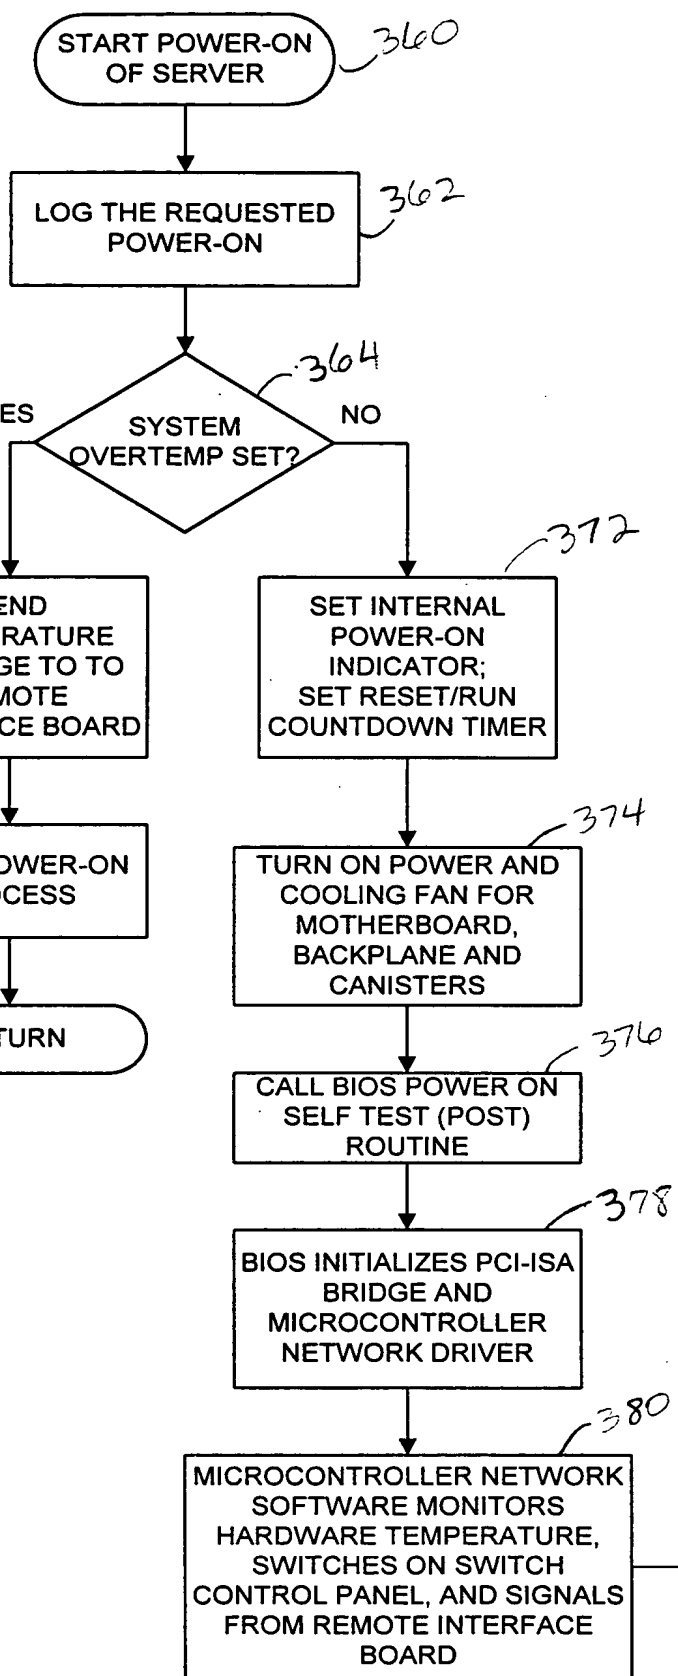 START POWER-ON
OF SERVER
360
LOG THE REQUESTED
POWER-ON
362
364
SYSTEM
OVERTEMP SET?
ES
NO
END
RATURE
GE TO TO
MOTE
CE BOARD
372
SET INTERNAL
POWER-ON
INDICATOR;
SET RESET/RUN
COUNTDOWN TIMER
OWER-ON
CESS
374
TURN ON POWER AND
COOLING FAN FOR
MOTHERBOARD,
BACKPLANE AND
CANISTERS
TURN
376
CALL BIOS POWER ON
SELF TEST (POST)
ROUTINE
378
BIOS INITIALIZES PCI-ISA
BRIDGE AND
MICROCONTROLLER
NETWORK DRIVER
380
MICROCONTROLLER NETWORK
SOFTWARE MONITORS
HARDWARE TEMPERATURE,
SWITCHES ON SWITCH
CONTROL PANEL, AND SIGNALS
FROM REMOTE INTERFACE
BOARD